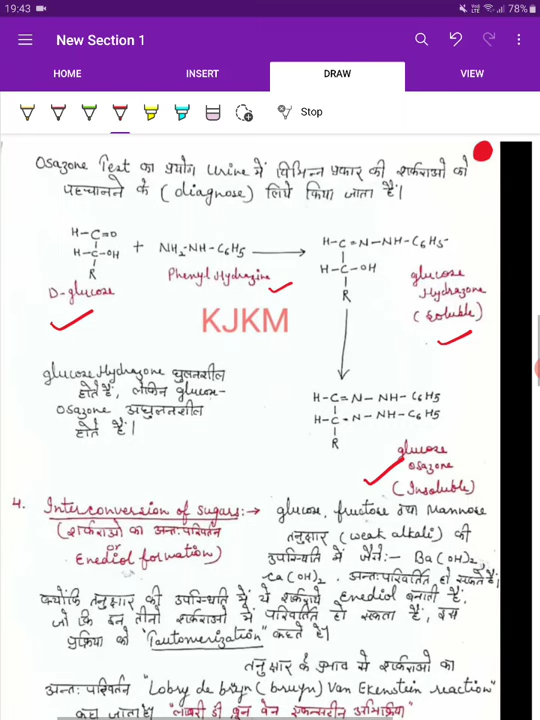 19:43
78%
New Section 1
HOME INSERT DRAW VIEW
Stop
Osazone Test का प्रयोग Urine में विभिन्न प्रकार की शर्कराओ को
पहचानने के (diagnose) लिये किया जाता हैं।
H-C=O
H-C-OH
R
D-glucose
+
NH2-NH-C6H5
Phenyl Hydrazine
H-C=N-NH-C6H5
H-C-OH
R
glucose
Hydrazone
(Soluble)
KJKM
glucose Hydrazone घुलनशील
होते हैं, लेकिन glucose-
osazone अघुलनशील
होते हैं।
H-C=N-NH-C6H5
H-C=N-NH-C6H5
R
glucose
osazone
(Insoluble)
4. Interconversion of sugars:→ glucose, fructose तथा Mannose
(शर्कराओ का अन्त: परिवर्तन
or
Enediol formation)
तनुक्षार (weak alkali) की
उपस्थिति में जैसे:- Ba(OH)2,
Ca(OH)2. अन्त: परिवर्तित हो सकते हैं।
क्योंकि तनुक्षार की उपस्थिति में ये शर्करायें Enediol बनाती हैं,
जो कि इन तीनो शर्कराओ में परिवर्तित हो सकता हैं, इस
प्रक्रिया को "Tautomerization" कहते हैं।
तनुक्षार के प्रभाव से शर्कराओ का
अन्त: परिवर्तन "Lobry de bryn (bruyn) Van Ekenstein reaction"
कहा जाता हैं।